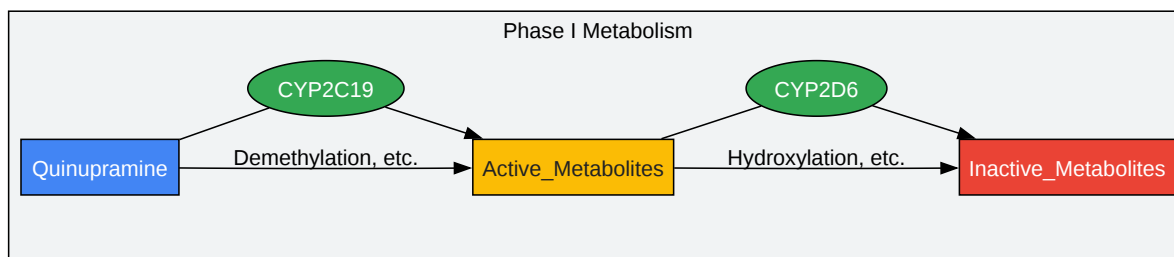 Phase I Metabolism
CYP2C19
CYP2D6
Quinupramine
Demethylation, etc.
Active_Metabolites
Hydroxylation, etc.
Inactive_Metabolites